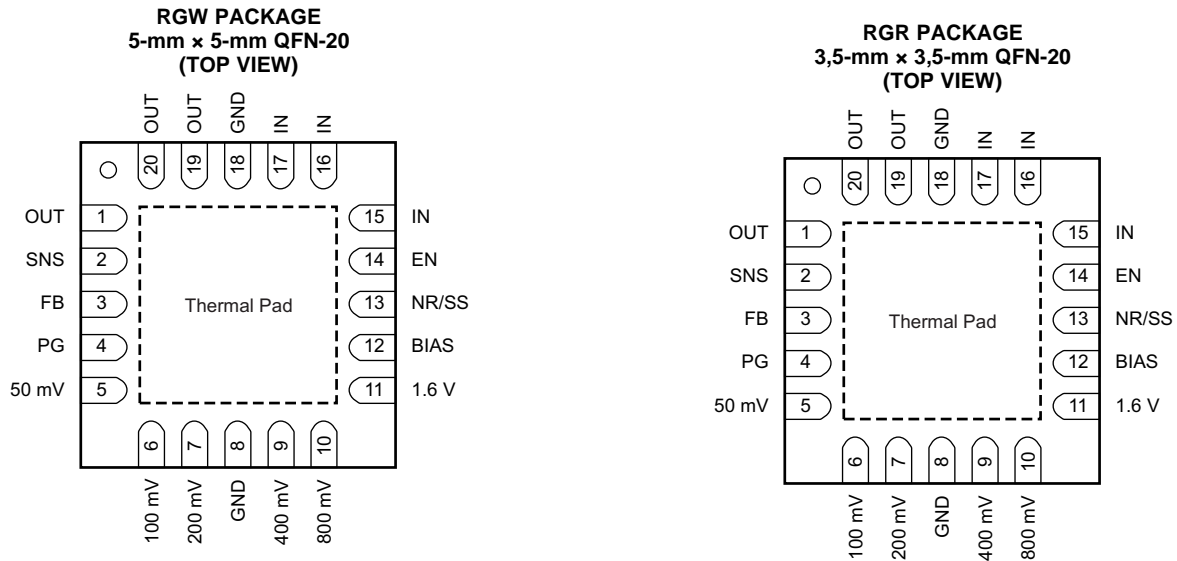 RGW PACKAGE
5-mm × 5-mm QFN-20
(TOP VIEW)
OUT
OUT
GND
IN
IN
20
19
18
17
16
OUT 1
15 IN
SNS 2
14 EN
FB 3
Thermal Pad
13 NR/SS
PG 4
12 BIAS
50 mV 5
11 1.6 V
6
7
8
9
10
100 mV
200 mV
GND
400 mV
800 mV
RGR PACKAGE
3,5-mm × 3,5-mm QFN-20
(TOP VIEW)
OUT
OUT
GND
IN
IN
20
19
18
17
16
OUT 1
15 IN
SNS 2
14 EN
FB 3
Thermal Pad
13 NR/SS
PG 4
12 BIAS
50 mV 5
11 1.6 V
6
7
8
9
10
100 mV
200 mV
GND
400 mV
800 mV